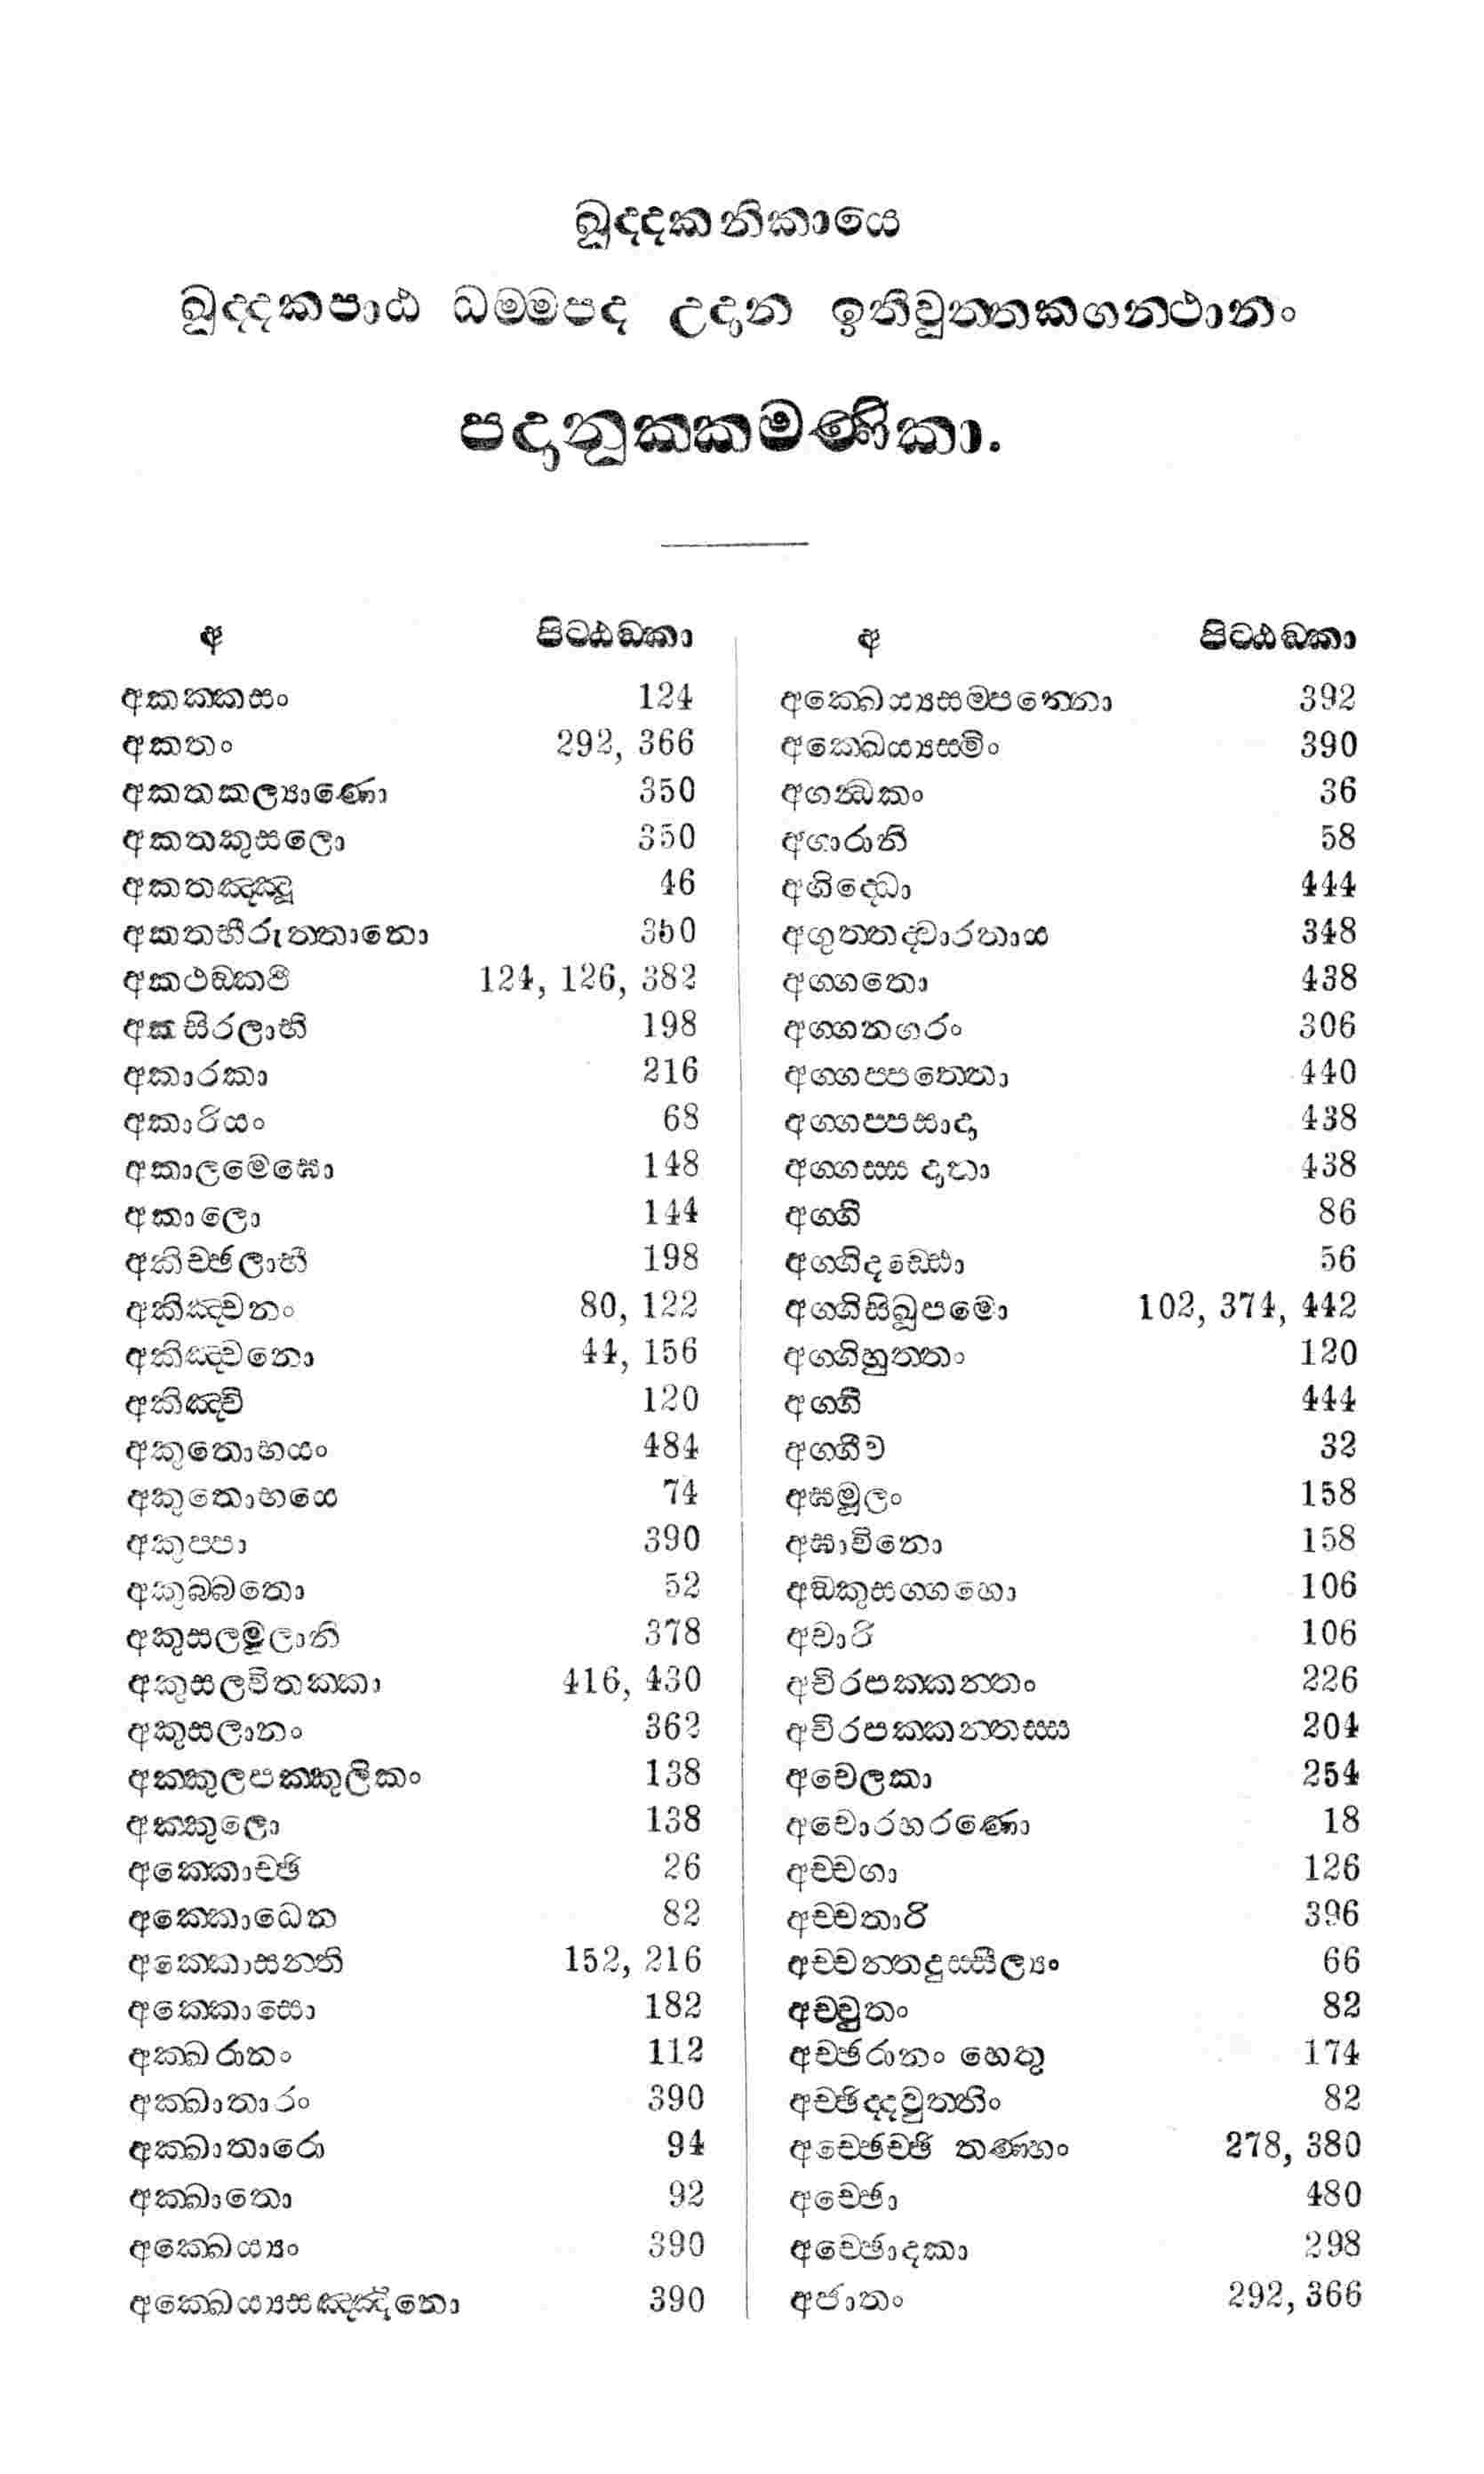 ඛුද්දකනිකායෙ
ඛුද්දකපාඨ ධම්මපද උදාන ඉතිවුත්තකගන්ථානං
පදානුක්කමණිකා.
අ පිට්ඨඞ්කා
අකක්කසං 124
අකතං 292, 366
අකතකල්‍යාණො 350
අකතකුසලො 350
අකතඤ්ඤූ 46
අකතභීරුත්තානො 350
අකථඞ්කථී 124, 126, 382
අකසිරලාභී 198
අකාරකා 216
අකාරියං 68
අකාලමෙඝො 148
අකාලො 144
අකිච්ඡලාභී 198
අකිඤ්චනං 80, 122
අකිඤ්චනො 44, 156
අකිඤ්චි 120
අකුතොභයං 484
අකුතොභයෙ 74
අකුප්පා 390
අකුබ්බතො 52
අකුසලමූලානි 378
අකුසලවිතක්කා 416, 430
අකුසලානං 362
අක්කුලපක්කුලිකං 138
අක්කුලො 138
අක්කොච්ඡි 26
අක්කොධෙන 82
අක්කොසන්ති 152, 216
අක්කොසො 182
අක්ඛරානං 112
අක්ඛාතාරං 390
අක්ඛාතාරො 94
අක්ඛාතො 92
අක්ඛෙය්‍යං 390
අක්ඛෙය්‍යසඤ්ඤිනො 390
අ පිට්ඨඞ්කා
අක්ඛෙය්‍යසම්පන්නො 392
අක්ඛෙය්‍යස්මිං 390
අගන්ධකං 36
අගාරානි 58
අගිද්ධො 444
අගුත්තද්වාරතාය 348
අග්ගතො 438
අග්ගනගරං 306
අග්ගප්පත්තො 440
අග්ගප්පසාදා 438
අග්ගස්ස දාතා 438
අග්ගි 86
අග්ගිදඩ්ඪො 56
අග්ගිසිඛූපමො 102, 374, 442
අග්ගිහුත්තං 120
අග්ගී 444
අග්ගීව 32
අඝමූලං 158
අඝාවිනො 158
අඞ්කුසග්ගහො 106
අචාරි 106
අචිරපක්කන්තං 226
අචිරපක්කන්තස්ස 204
අචෙලකා 254
අචොරහරණො 18
අච්චගා 126
අච්චතාරි 396
අච්චන්තදුස්සීල්‍යං 66
අච්චුතං 82
අච්ඡරානං හෙතු 174
අච්ඡිද්දවුත්තිං 82
අච්ඡෙච්ඡි තණ්හං 278, 380
අච්ඡො 480
අච්ඡොදකා 298
අජාතං 292, 366